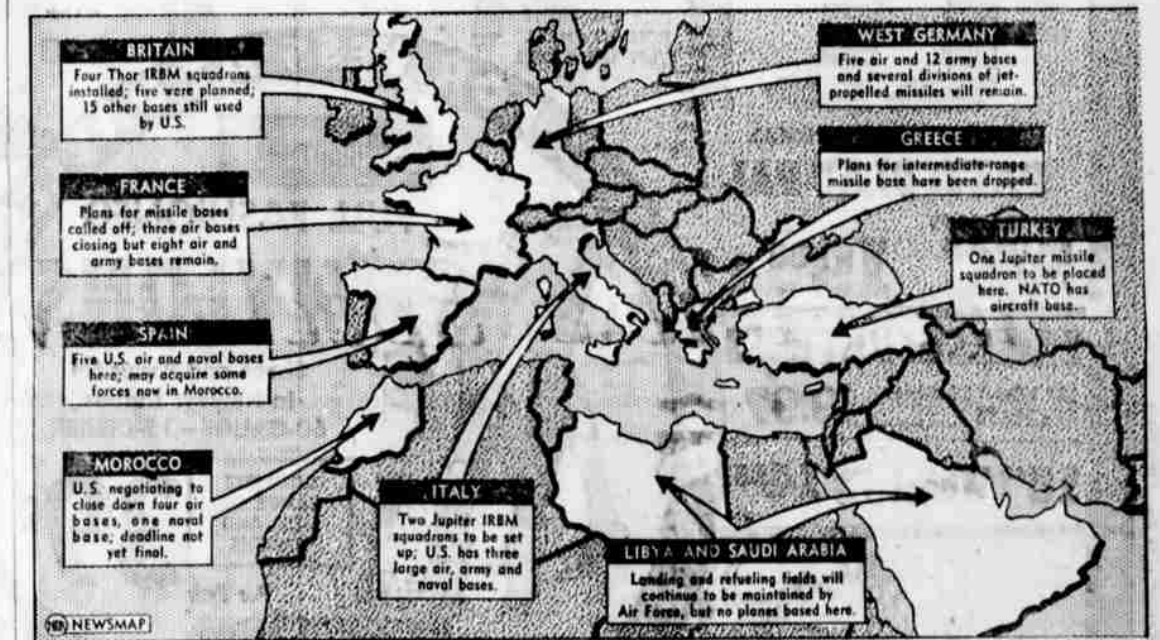 BRITAIN
Four Thor IRBM squadrons
installed; five were planned;
15 other bases still used
by U.S.
FRANCE
Plans for missile bases
called off; three air bases
closing but eight air and
army bases remain.
SPAIN
Five U.S. air and naval bases
here; may acquire some
forces now in Morocco.
MOROCCO
U.S. negotiating to
close down four air
bases, one naval
base; deadline not
yet final.
ITALY
Two Jupiter IRBM
squadrons to be set
up; U.S. has three
large air, army and
naval bases.
WEST GERMANY
Five air and 12 army bases
and several divisions of jet-
propelled missiles will remain.
GREECE
Plans for intermediate-range
missile base have been dropped.
TURKEY
One Jupiter missile
squadron to be placed
here. NATO has
aircraft base.
LIBYA AND SAUDI ARABIA
Landing and refueling fields will
continue to be maintained by
Air Force, but no planes based here.
NEWSMAP